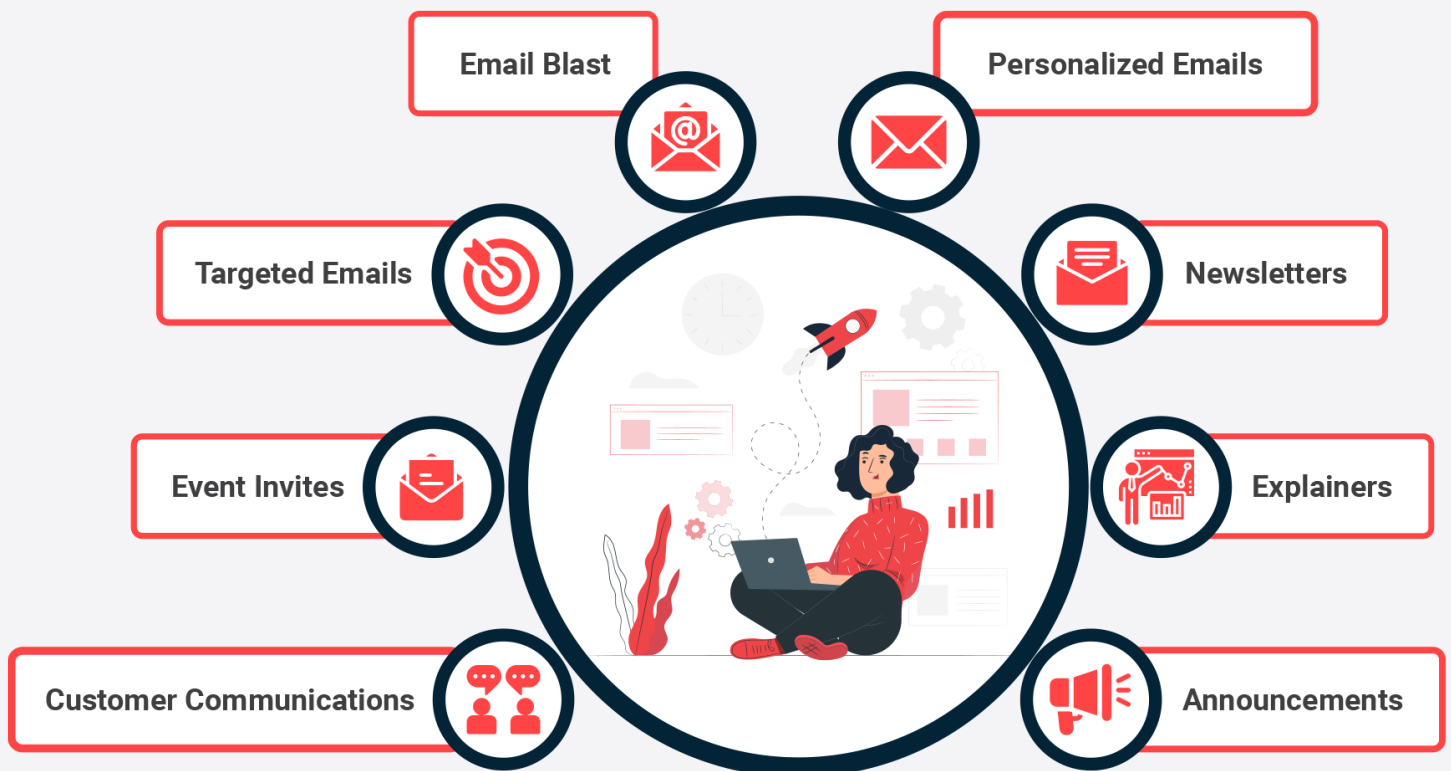 Email Blast
Personalized Emails
Targeted Emails
Newsletters
Event Invites
Explainers
Customer Communications
Announcements
@